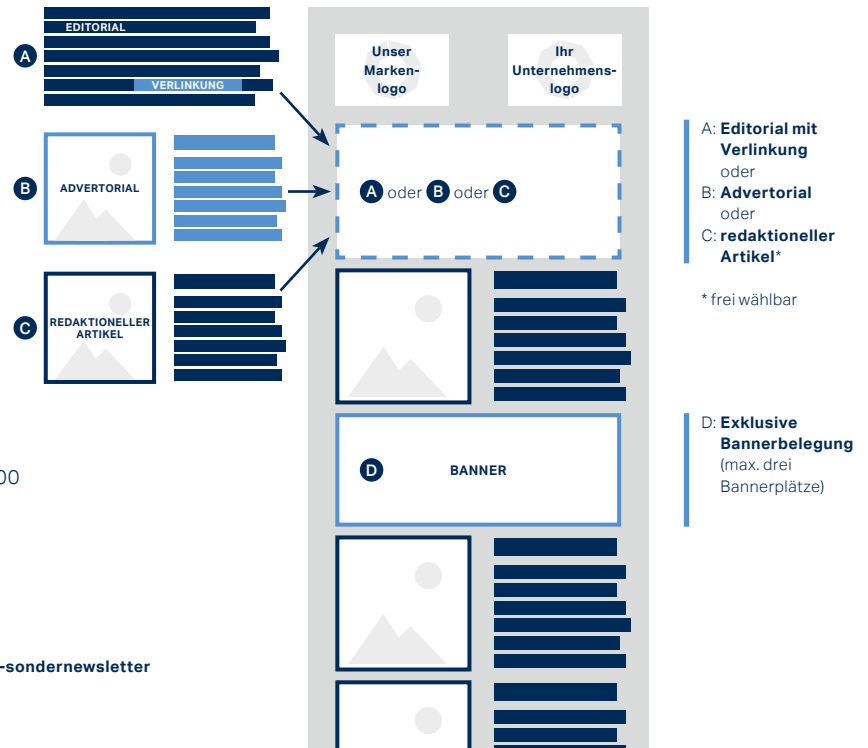 EDITORIAL
A
VERLINKUNG
B
ADVERTORIAL
C
REDAKTIONELLER
ARTIKEL
00
-sondernewsletter
Unser
Marken-
logo
Ihr
Unternehmens-
logo
A oder B oder C
D BANNER
A: Editorial mit
Verlinkung
oder
B: Advertorial
oder
C: redaktioneller
Artikel*
* frei wählbar
D: Exklusive
Bannerbelegung
(max. drei
Bannerplätze)